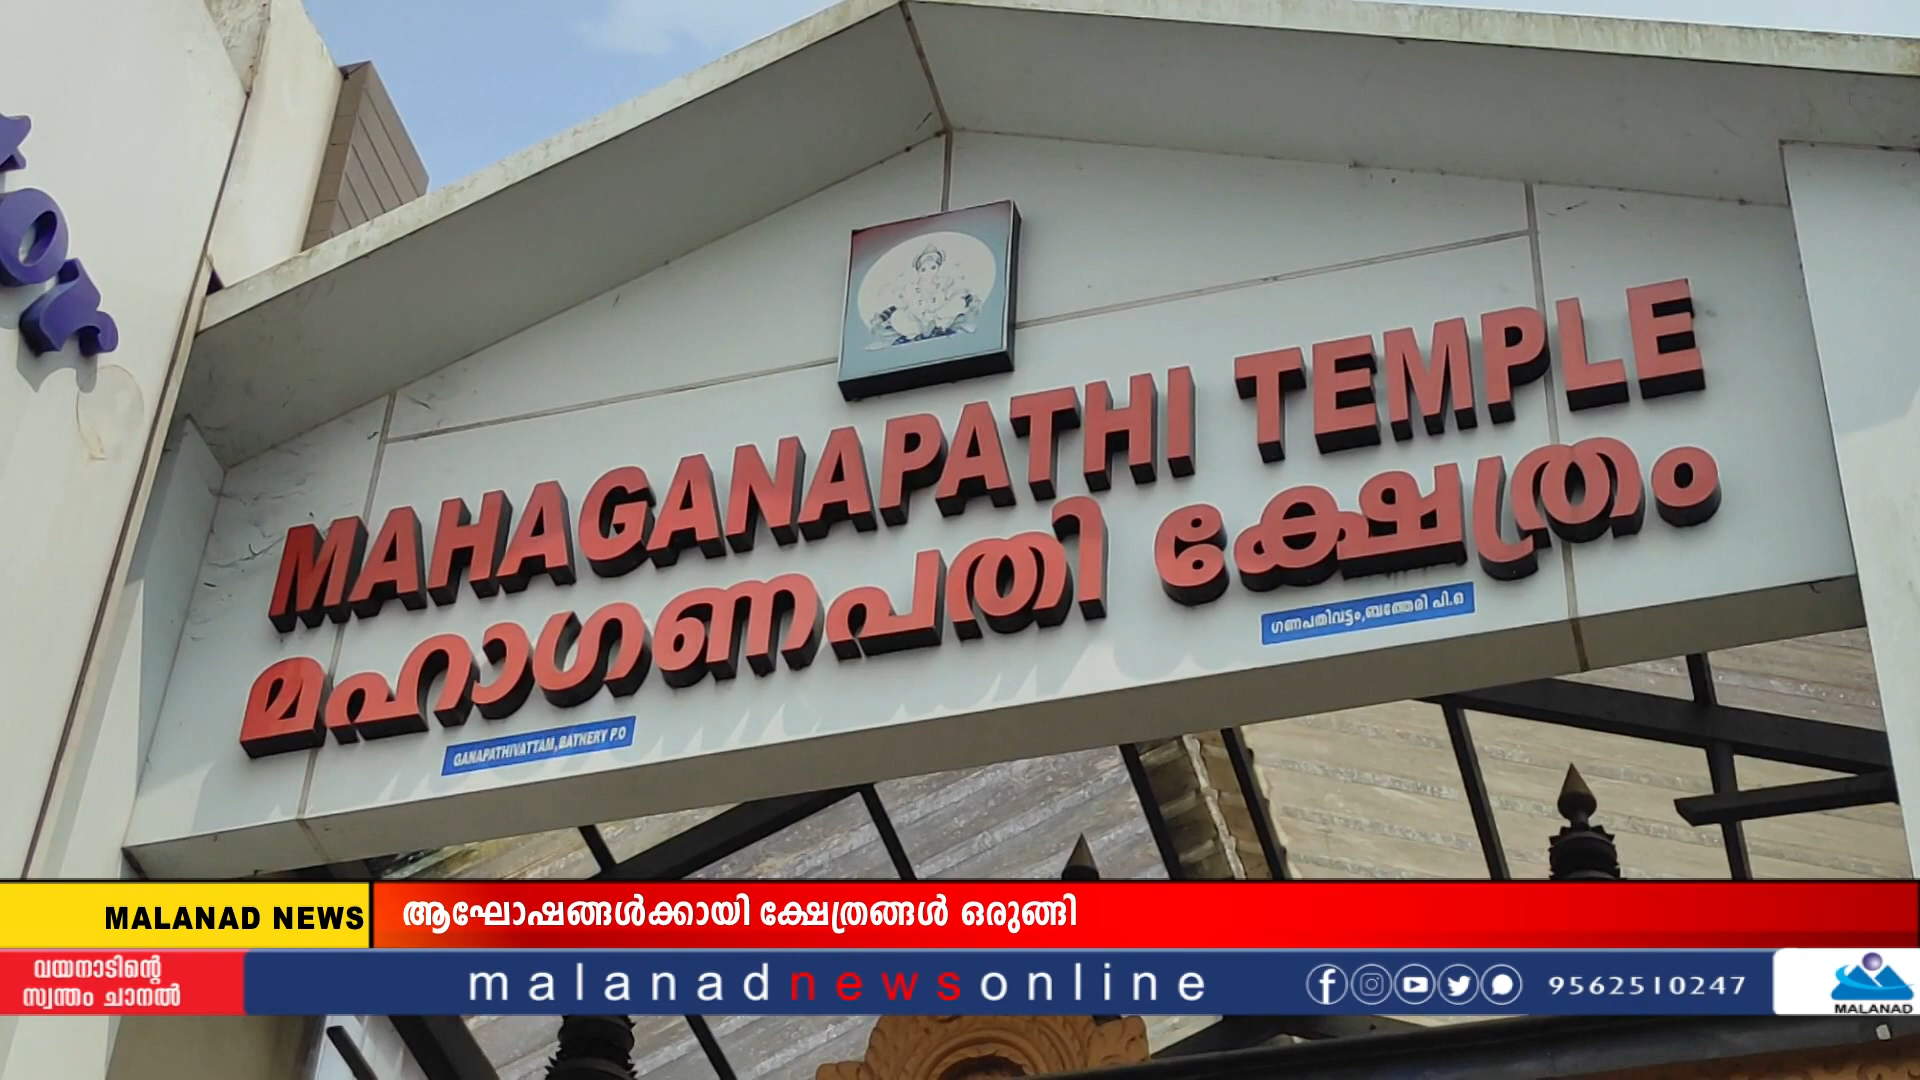 MAHAGANAPATHI TEMPLE
മഹാഗണപതി ക്ഷേത്രം
ഗണപതിവട്ടം,ബത്തേരി പി.ഒ
GANAPATHIVATTAM,BATHERY P.O
MALANAD NEWS
ആഘോഷങ്ങൾക്കായി ക്ഷേത്രങ്ങൾ ഒരുങ്ങി
വയനാടിന്റെ
സ്വന്തം ചാനൽ
malanadnewsonline
9562510247
MALANAD